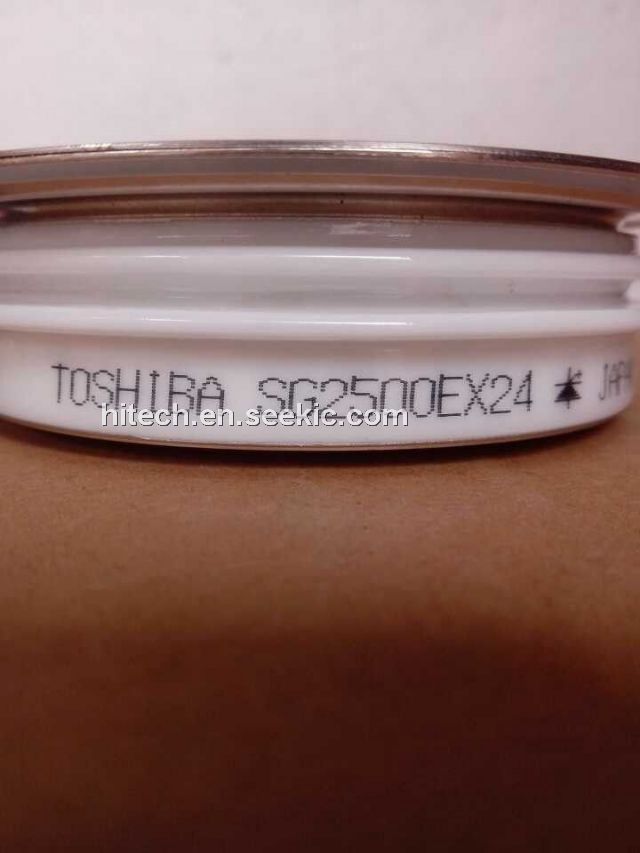 TOSHIBA SG2500EX24 JAPA
hitech.en.seekic.com